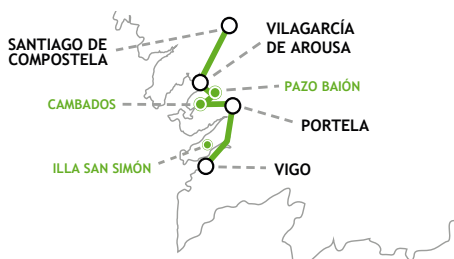 SANTIAGO DE
COMPOSTELA
VILAGARCÍA
DE AROUSA
PAZO BAIÓN
CAMBADOS
PORTELA
ILLA SAN SIMÓN
VIGO